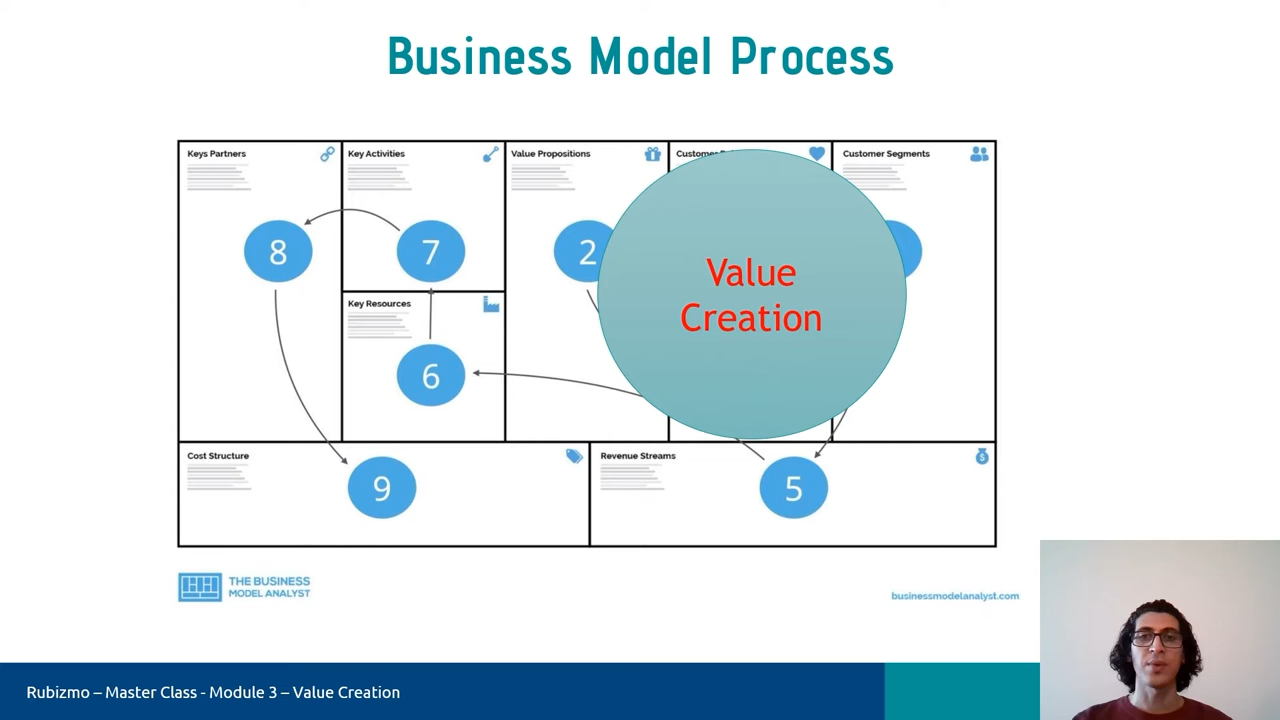 Business Model Process
Keys Partners
Key Activities
Value Propositions
Customer
Customer Segments
8
7
2
Value
Creation
Key Resources
6
Cost Structure
9
Revenue Streams
5
THE BUSINESS
MODEL ANALYST
businessmodelanalyst.com
Rubizmo – Master Class - Module 3 – Value Creation